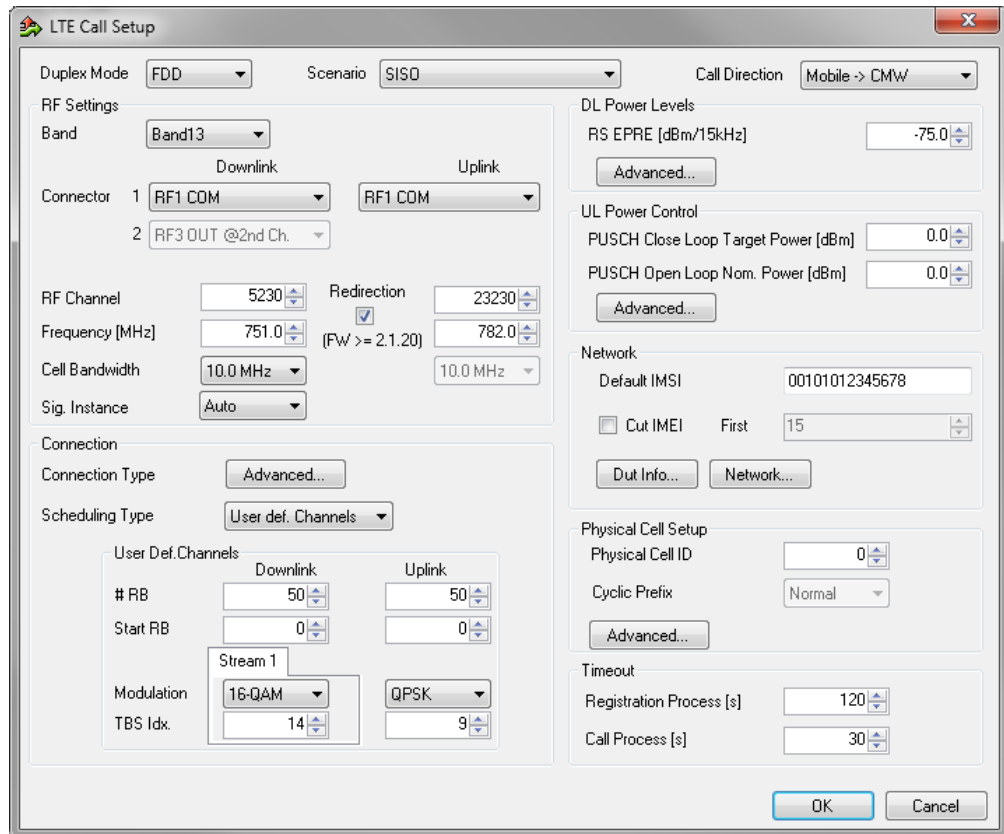 LTE Call Setup
Duplex Mode FDD Scenario SISO Call Direction Mobile -> CMW
RF Settings
Band Band13
Downlink Uplink
Connector 1 RF1 COM RF1 COM
2 RF3 OUT @2nd Ch.
RF Channel 5230 Redirection 23230
Frequency [MHz] 751.0 (FW >= 2.1.20) 782.0
Cell Bandwidth 10.0 MHz 10.0 MHz
Sig. Instance Auto
Connection
Connection Type Advanced...
Scheduling Type User def. Channels
User Def.Channels
Downlink Uplink
# RB 50 50
Start RB 0 0
Stream 1
Modulation 16-QAM QPSK
TBS Idx. 14 9
DL Power Levels
RS EPRE [dBm/15kHz] -75.0
Advanced...
UL Power Control
PUSCH Close Loop Target Power [dBm] 0.0
PUSCH Open Loop Nom. Power [dBm] 0.0
Advanced...
Network
Default IMSI 00101012345678
Cut IMEI First 15
Dut Info... Network...
Physical Cell Setup
Physical Cell ID 0
Cyclic Prefix Normal
Advanced...
Timeout
Registration Process [s] 120
Call Process [s] 30
OK Cancel